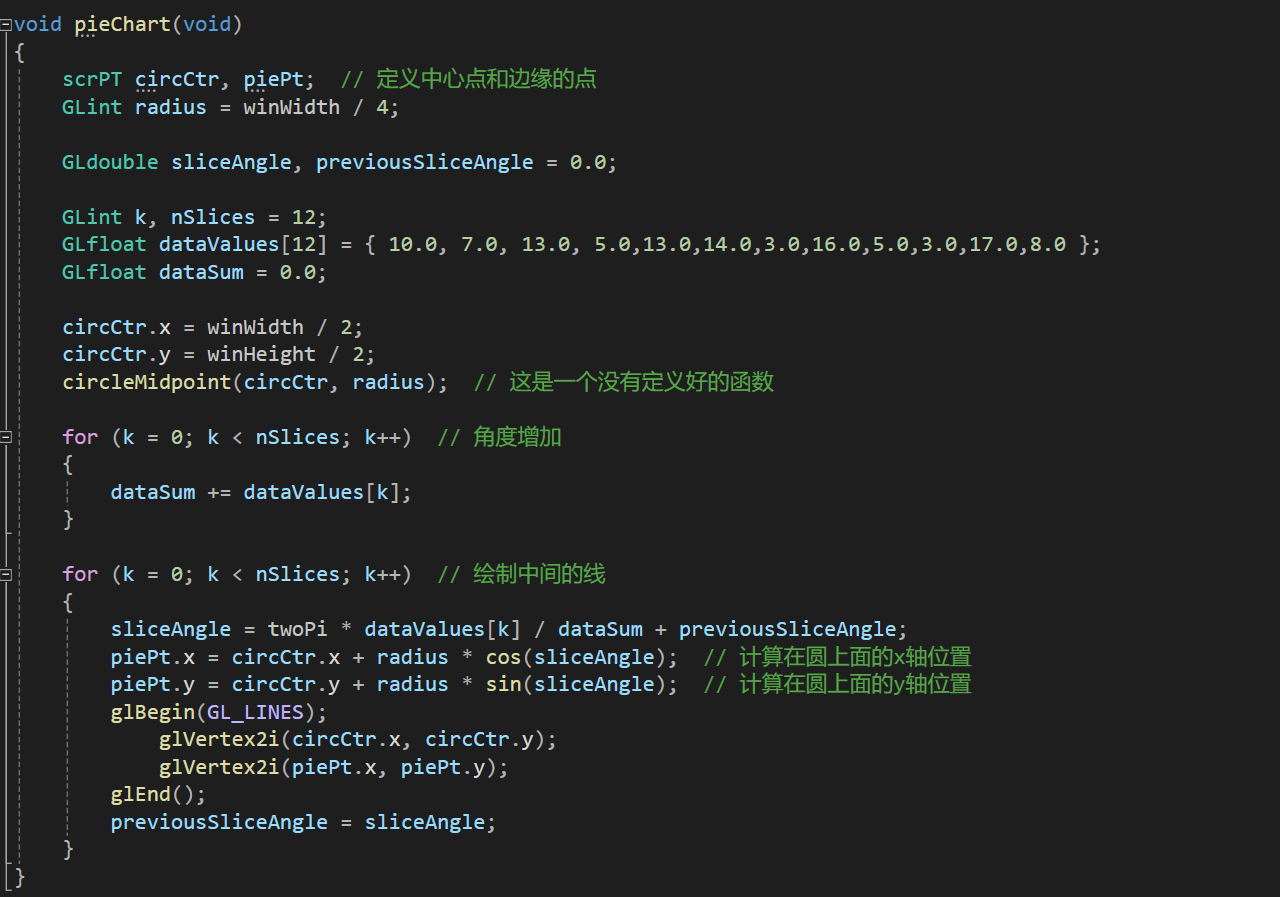 void pieChart(void)
{
scrPT circCtr, piePt;  // 定义中心点和边缘的点
GLint radius = winWidth / 4;
GLdouble sliceAngle, previousSliceAngle = 0.0;
GLint k, nSlices = 12;
GLfloat dataValues[12] = { 10.0, 7.0, 13.0, 5.0,13.0,14.0,3.0,16.0,5.0,3.0,17.0,8.0 };
GLfloat dataSum = 0.0;
circCtr.x = winWidth / 2;
circCtr.y = winHeight / 2;
circleMidpoint(circCtr, radius);  // 这是一个没有定义好的函数
for (k = 0; k < nSlices; k++)  // 角度增加
{
dataSum += dataValues[k];
}
for (k = 0; k < nSlices; k++)  // 绘制中间的线
{
sliceAngle = twoPi * dataValues[k] / dataSum + previousSliceAngle;
piePt.x = circCtr.x + radius * cos(sliceAngle);  // 计算在圆上面的x轴位置
piePt.y = circCtr.y + radius * sin(sliceAngle);  // 计算在圆上面的y轴位置
glBegin(GL_LINES);
glVertex2i(circCtr.x, circCtr.y);
glVertex2i(piePt.x, piePt.y);
glEnd();
previousSliceAngle = sliceAngle;
}
}